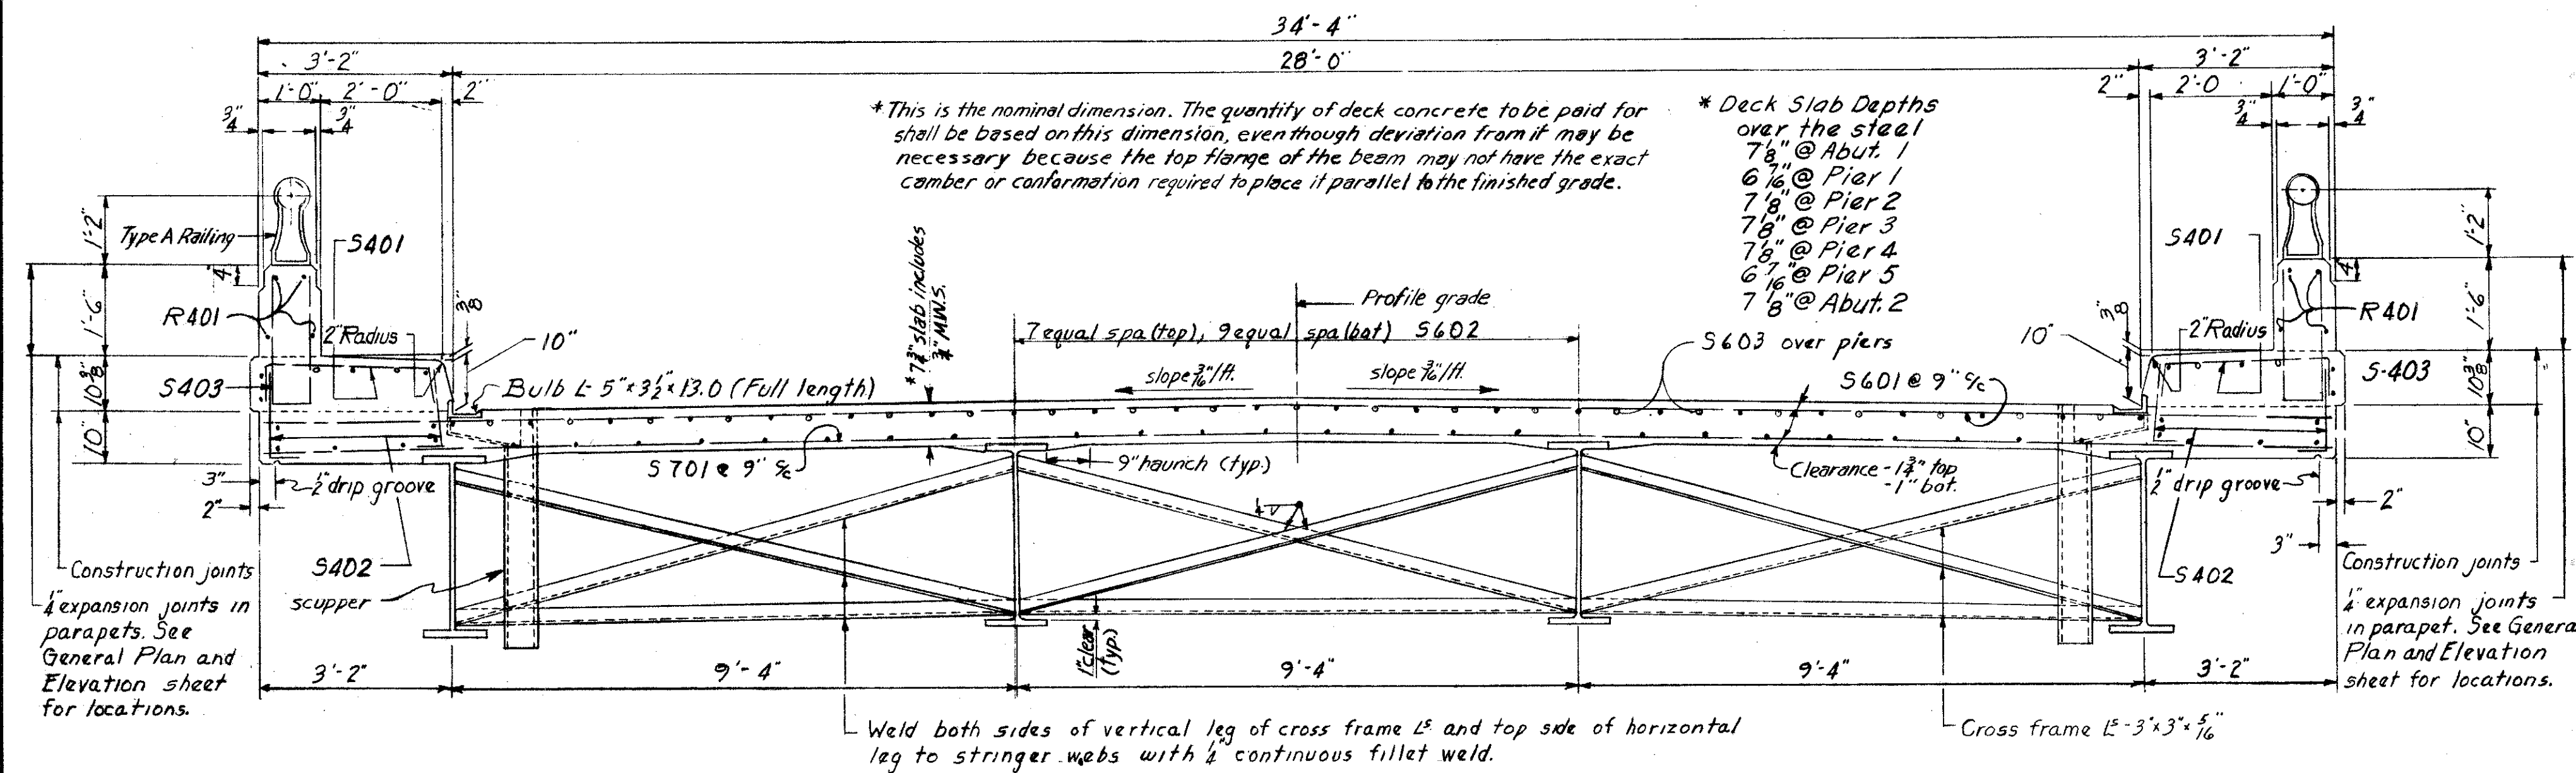 34'-4"
3'-2"
28'-0"
3'-2"
1'-0" 2'-0" 2"
2" 2'-0 1'-0"
3/4" 3/4"
3/4" 3/4"
* This is the nominal dimension. The quantity of deck concrete to be paid for
shall be based on this dimension, even though deviation from it may be
necessary because the top flange of the beam may not have the exact
camber or conformation required to place it parallel to the finished grade.
* Deck Slab Depths
over the steel
7 1/8" @ Abut. 1
6 7/16" @ Pier 1
7 1/8" @ Pier 2
7 1/8" @ Pier 3
7 1/8" @ Pier 4
6 7/16" @ Pier 5
7 1/8" @ Abut. 2
1'-2"
Type A Railing
S401
4"
1'-6"
R401
2" Radius
3/8"
10"
10 3/8"
S403
Bulb L 5" x 3 1/2" x 13.0 (Full length)
10"
* 7 3/4" slab includes
3/4" M.W.S.
Profile grade
7 equal spa (top), 9 equal spa (bot) S602
slope 3/16"/ft.
slope 3/16"/ft.
S603 over piers
S601 @ 9" c/c
S401
1'-2"
4"
1'-6"
R401
2" Radius
3/8"
10"
10 3/8"
S-403
10"
S701 @ 9" c/c
9" haunch (typ.)
Clearance - 1 3/4" top
- 1" bot.
3"
1/2" drip groove
2"
1/2" drip groove
2"
3"
1/4
S402
scupper
S402
Construction joints
1/4" expansion joints in
parapets. See
General Plan and
Elevation sheet
for locations.
Construction joints
1/4" expansion joints
in parapet. See Genera
Plan and Elevation
sheet for locations.
1" clear
(typ.)
3'-2"
9'-4"
9'-4"
9'-4"
3'-2"
Weld both sides of vertical leg of cross frame Ls and top side of horizontal
leg to stringer webs with 1/4" continuous fillet weld.
Cross frame Ls - 3" x 3" x 5/16"